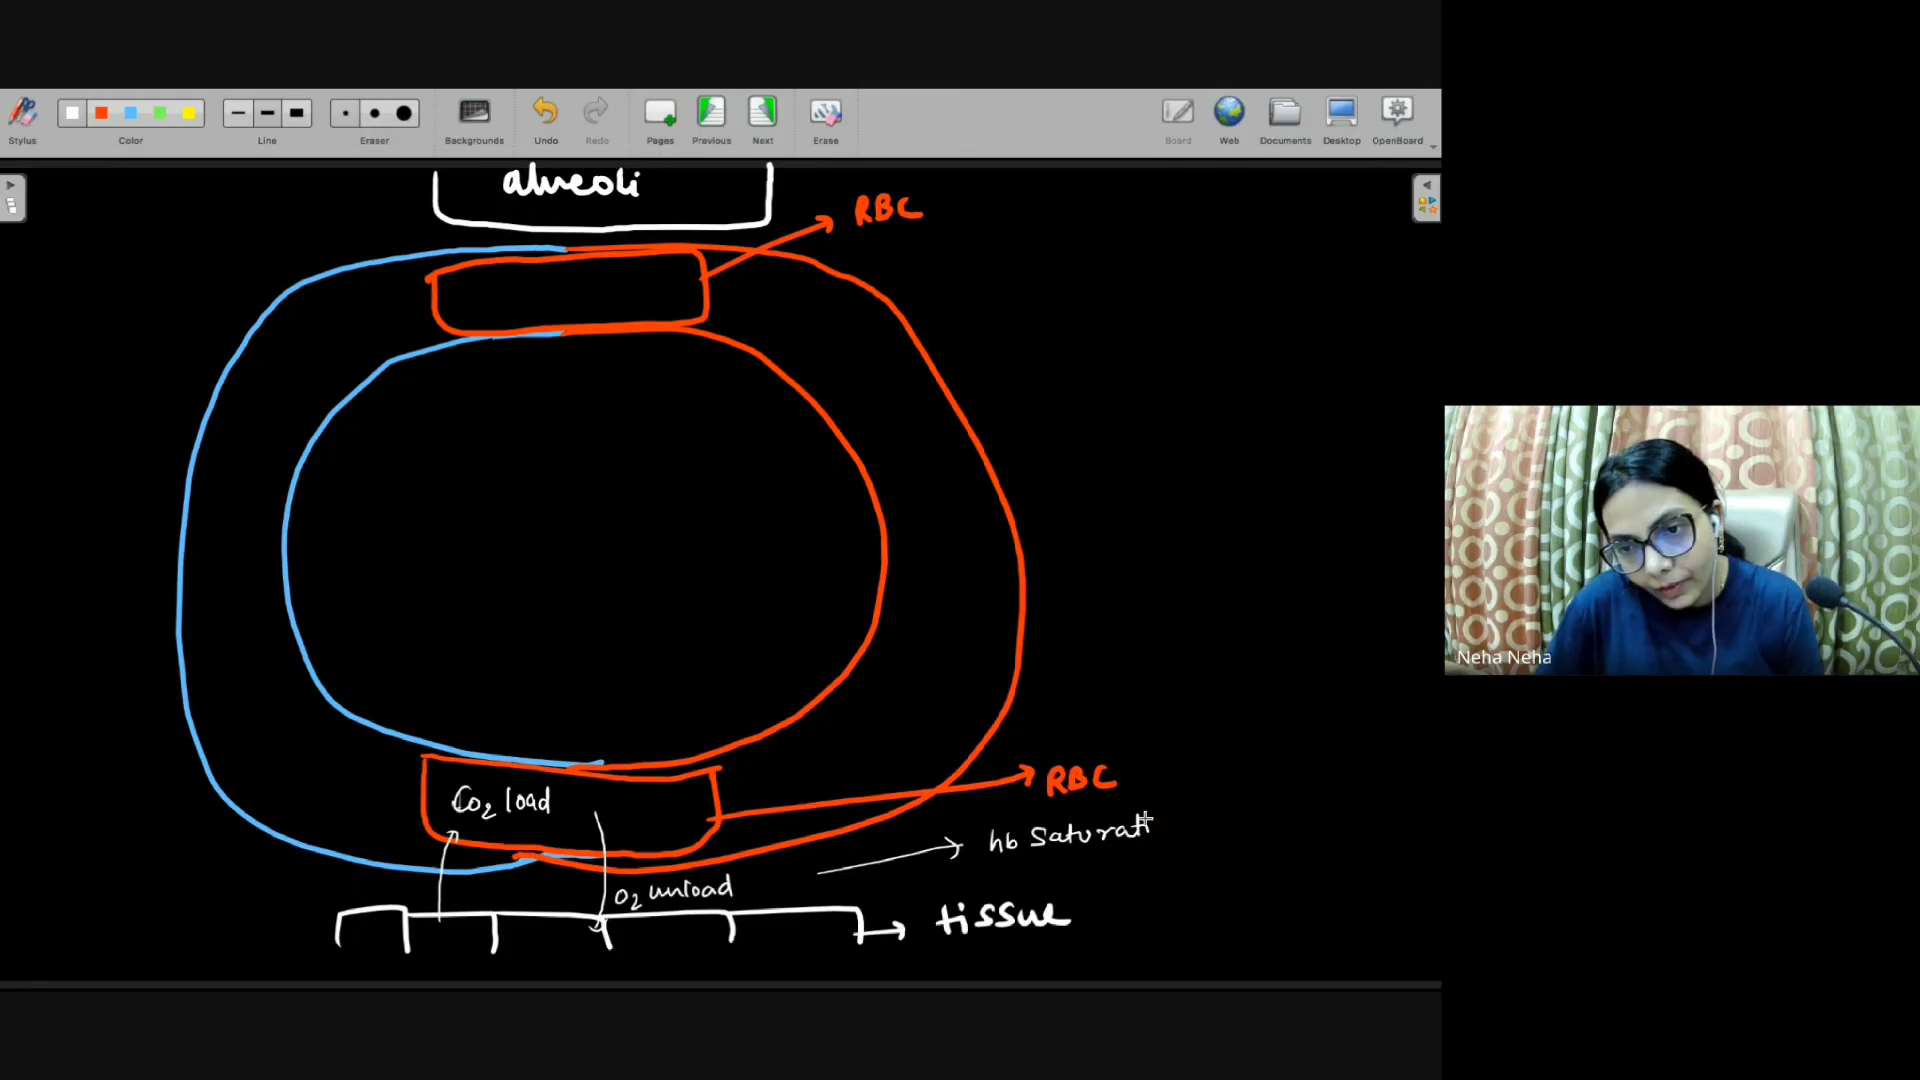 Stylus
Color
Line
Eraser
Backgrounds
Undo
Redo
Pages
Previous
Next
Erase
Board
Web
Documents
Desktop
OpenBoard
alveoli
RBC
Co2 load
RBC
hb Saturati
O2 unload
tissue
Neha Neha